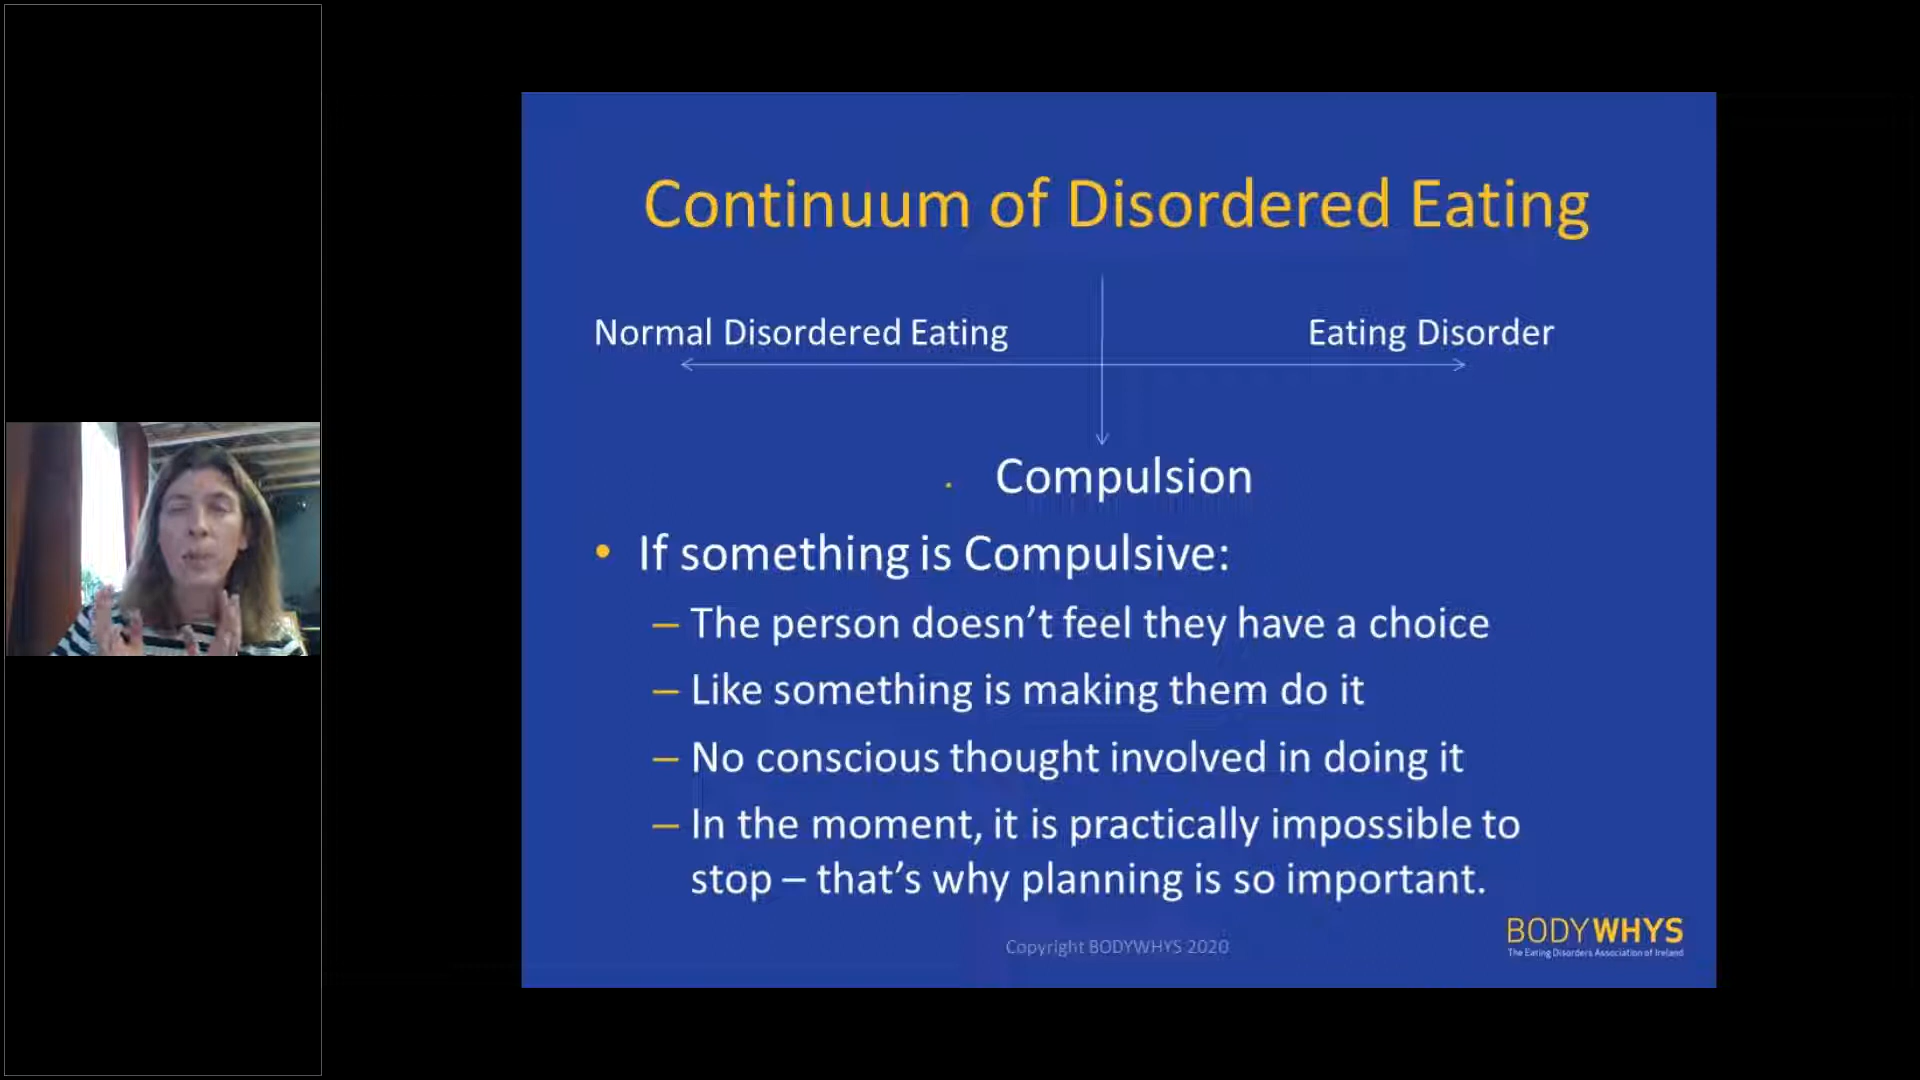 Continuum of Disordered Eating
Normal Disordered Eating
Eating Disorder
Compulsion
• If something is Compulsive:
– The person doesn’t feel they have a choice
– Like something is making them do it
– No conscious thought involved in doing it
– In the moment, it is practically impossible to
stop – that’s why planning is so important.
Copyright BODYWHYS 2020
BODYWHYS
The Eating Disorders Association of Ireland